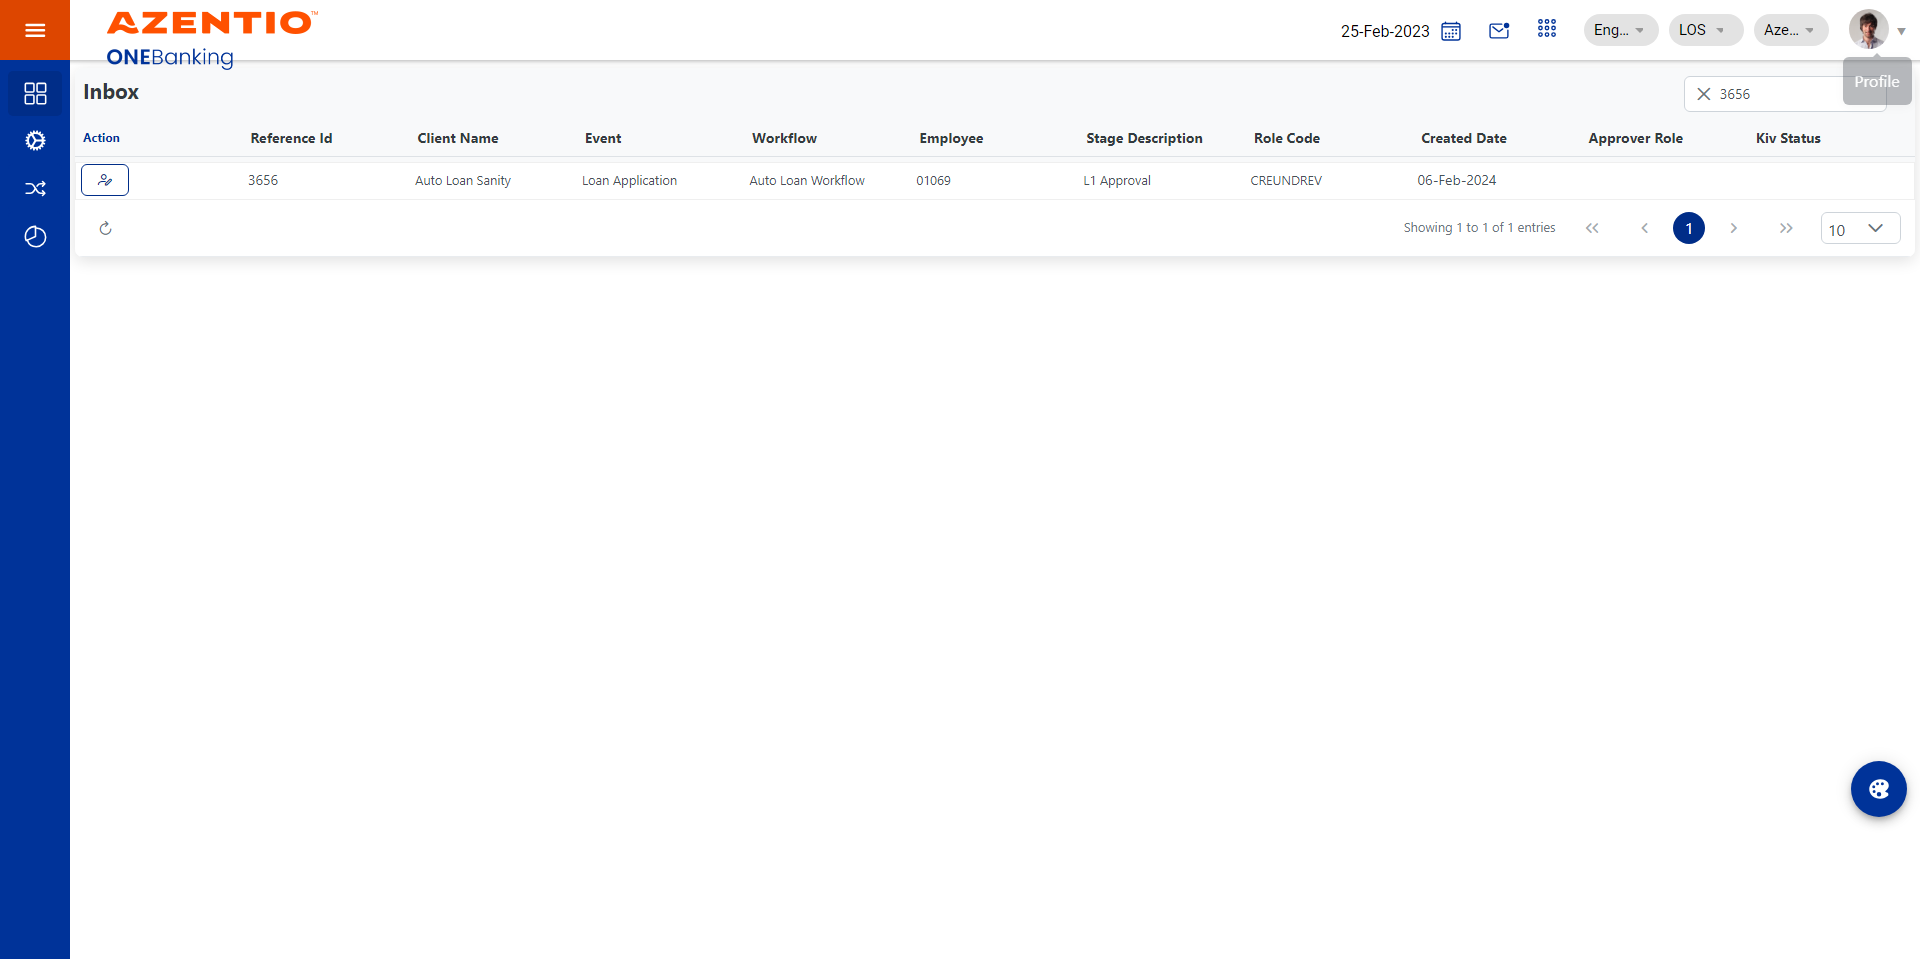 AZENTIO™
ONEBanking
25-Feb-2023
Eng...
LOS
Aze...
Profile
Inbox
3656
Action Reference Id Client Name Event Workflow Employee Stage Description Role Code Created Date Approver Role Kiv Status
3656 Auto Loan Sanity Loan Application Auto Loan Workflow 01069 L1 Approval CREUNDREV 06-Feb-2024
Showing 1 to 1 of 1 entries
1
10